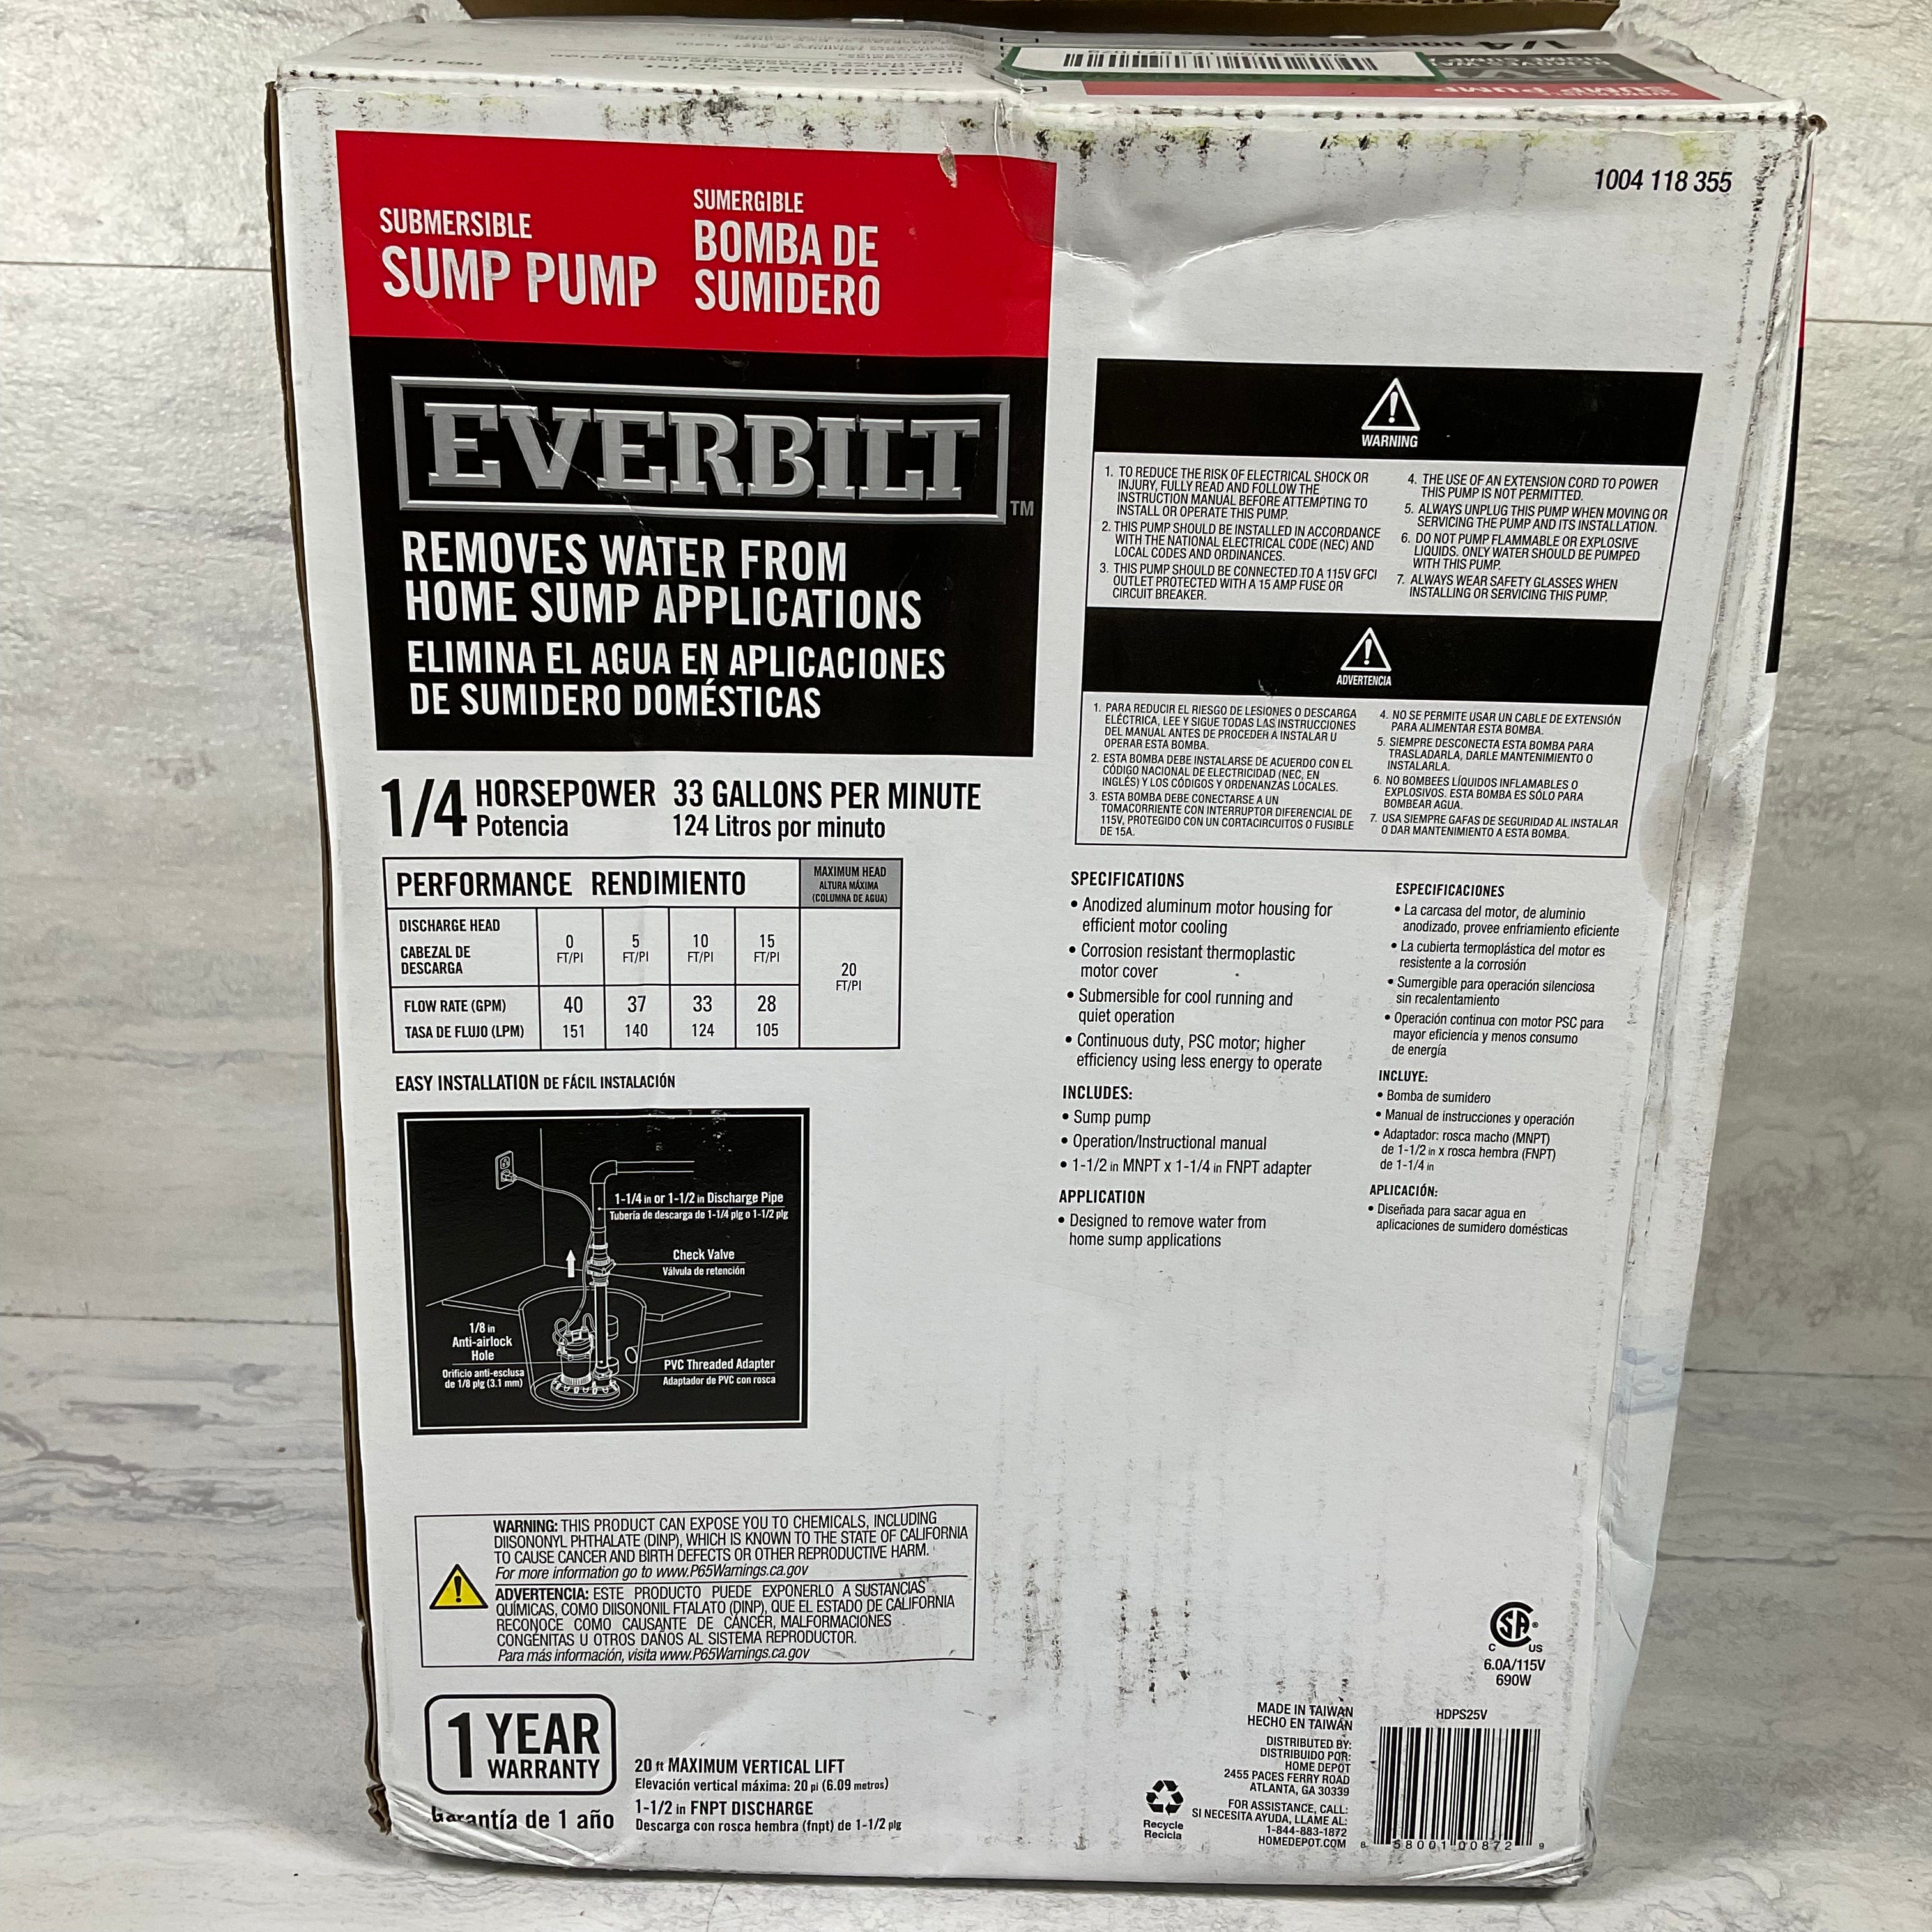 1004 118 355
SUBMERSIBLE
SUMP PUMP
SUMERGIBLE
BOMBA DE
SUMIDERO
EVERBILT
TM
REMOVES WATER FROM
HOME SUMP APPLICATIONS
ELIMINA EL AGUA EN APLICACIONES
DE SUMIDERO DOMÉSTICAS
1/4 HORSEPOWER
Potencia
33 GALLONS PER MINUTE
124 Litros por minuto
PERFORMANCE RENDIMIENTO
MAXIMUM HEAD
ALTURA MÁXIMA
(COLUMNA DE AGUA)
DISCHARGE HEAD
CABEZAL DE
DESCARGA
0 5 10 15
FT/PI FT/PI FT/PI FT/PI
20
FT/PI
FLOW RATE (GPM) 40 37 33 28
TASA DE FLUJO (LPM) 151 140 124 105
EASY INSTALLATION DE FÁCIL INSTALACIÓN
1-1/4 in or 1-1/2 in Discharge Pipe
Tubería de descarga de 1-1/4 plg o 1-1/2 plg
Check Valve
Válvula de retención
1/8 in
Anti-airlock
Hole
Orificio anti-esclusa
de 1/8 plg (3.1 mm)
PVC Threaded Adapter
Adaptador de PVC con rosca
WARNING: THIS PRODUCT CAN EXPOSE YOU TO CHEMICALS, INCLUDING
DIISONONYL PHTHALATE (DINP), WHICH IS KNOWN TO THE STATE OF CALIFORNIA
TO CAUSE CANCER AND BIRTH DEFECTS OR OTHER REPRODUCTIVE HARM.
For more information go to www.P65Warnings.ca.gov
ADVERTENCIA: ESTE PRODUCTO PUEDE EXPONERLO A SUSTANCIAS
QUÍMICAS, COMO DIISONONIL FTALATO (DINP), QUE EL ESTADO DE CALIFORNIA
RECONOCE COMO CAUSANTE DE CÁNCER, MALFORMACIONES
CONGÉNITAS U OTROS DAÑOS AL SISTEMA REPRODUCTOR.
Para más información, visita www.P65Warnings.ca.gov
1 YEAR
WARRANTY
Garantía de 1 año
20 ft MAXIMUM VERTICAL LIFT
Elevación vertical máxima: 20 pi (6.09 metros)
1-1/2 in FNPT DISCHARGE
Descarga con rosca hembra (fnpt) de 1-1/2 plg
WARNING
1. TO REDUCE THE RISK OF ELECTRICAL SHOCK OR
INJURY, FULLY READ AND FOLLOW THE
INSTRUCTION MANUAL BEFORE ATTEMPTING TO
INSTALL OR OPERATE THIS PUMP.
2. THIS PUMP SHOULD BE INSTALLED IN ACCORDANCE
WITH THE NATIONAL ELECTRICAL CODE (NEC) AND
LOCAL CODES AND ORDINANCES.
3. THIS PUMP SHOULD BE CONNECTED TO A 115V GFCI
OUTLET PROTECTED WITH A 15 AMP FUSE OR
CIRCUIT BREAKER.
4. THE USE OF AN EXTENSION CORD TO POWER
THIS PUMP IS NOT PERMITTED.
5. ALWAYS UNPLUG THIS PUMP WHEN MOVING OR
SERVICING THE PUMP AND ITS INSTALLATION.
6. DO NOT PUMP FLAMMABLE OR EXPLOSIVE
LIQUIDS. ONLY WATER SHOULD BE PUMPED
WITH THIS PUMP.
7. ALWAYS WEAR SAFETY GLASSES WHEN
INSTALLING OR SERVICING THIS PUMP.
ADVERTENCIA
1. PARA REDUCIR EL RIESGO DE LESIONES O DESCARGA
ELÉCTRICA, LEE Y SIGUE TODAS LAS INSTRUCCIONES
DEL MANUAL ANTES DE PROCEDER A INSTALAR U
OPERAR ESTA BOMBA.
2. ESTA BOMBA DEBE INSTALARSE DE ACUERDO CON EL
CÓDIGO NACIONAL DE ELECTRICIDAD (NEC, EN
INGLÉS) Y LOS CÓDIGOS Y ORDENANZAS LOCALES.
3. ESTA BOMBA DEBE CONECTARSE A UN
TOMACORRIENTE CON INTERRUPTOR DIFERENCIAL DE
115V, PROTEGIDO CON UN CORTACIRCUITOS O FUSIBLE
DE 15A.
4. NO SE PERMITE USAR UN CABLE DE EXTENSIÓN
PARA ALIMENTAR ESTA BOMBA.
5. SIEMPRE DESCONECTA ESTA BOMBA PARA
TRASLADARLA, DARLE MANTENIMIENTO O
INSTALARLA.
6. NO BOMBEES LÍQUIDOS INFLAMABLES O
EXPLOSIVOS. ESTA BOMBA ES SÓLO PARA
BOMBEAR AGUA.
7. USA SIEMPRE GAFAS DE SEGURIDAD AL INSTALAR
O DAR MANTENIMIENTO A ESTA BOMBA.
SPECIFICATIONS
• Anodized aluminum motor housing for
efficient motor cooling
• Corrosion resistant thermoplastic
motor cover
• Submersible for cool running and
quiet operation
• Continuous duty, PSC motor; higher
efficiency using less energy to operate
INCLUDES:
• Sump pump
• Operation/Instructional manual
• 1-1/2 in MNPT x 1-1/4 in FNPT adapter
APPLICATION
• Designed to remove water from
home sump applications
ESPECIFICACIONES
• La carcasa del motor, de aluminio
anodizado, provee enfriamiento eficiente
• La cubierta termoplástica del motor es
resistente a la corrosión
• Sumergible para operación silenciosa
sin recalentamiento
• Operación continua con motor PSC para
mayor eficiencia y menos consumo
de energía
INCLUYE:
• Bomba de sumidero
• Manual de instrucciones y operación
• Adaptador: rosca macho (MNPT)
de 1-1/2 in x rosca hembra (FNPT)
de 1-1/4 in
APLICACIÓN:
• Diseñada para sacar agua en
aplicaciones de sumidero domésticas
SA ®
C US
6.0A/115V
690W
MADE IN TAIWAN
HECHO EN TAIWÁN
DISTRIBUTED BY:
DISTRIBUIDO POR:
HOME DEPOT
2455 PACES FERRY ROAD
ATLANTA, GA 30339
FOR ASSISTANCE, CALL:
SI NECESITA AYUDA, LLAME AL:
1-844-883-1872
HOMEDEPOT.COM
Recycle
Recicla
HDPS25V
8 58001 00872 9